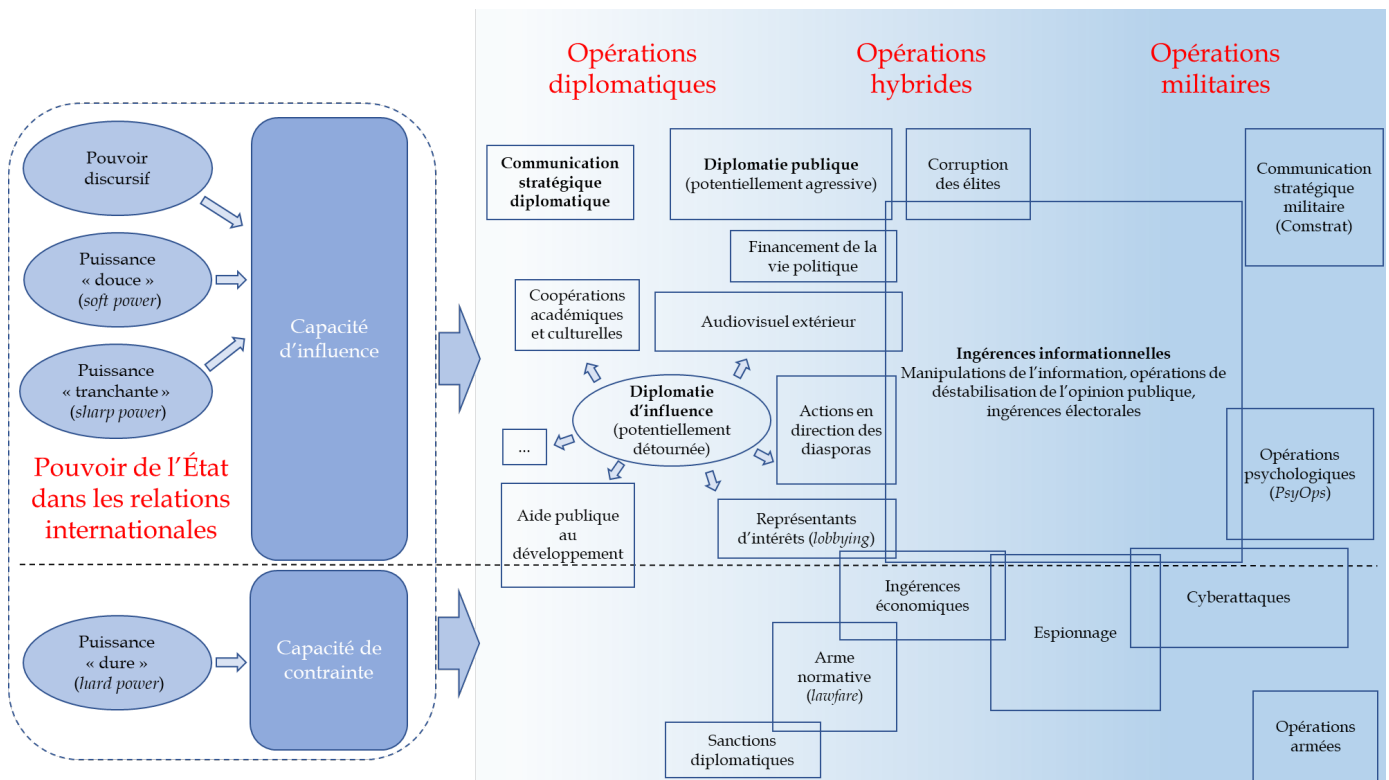 Opérations
diplomatiques
Opérations
hybrides
Opérations
militaires
Pouvoir
discursif
Puissance
« douce »
(soft power)
Puissance
« tranchante »
(sharp power)
Capacité
d’influence
Pouvoir de l’État
dans les relations
internationales
Puissance
« dure »
(hard power)
Capacité de
contrainte
Communication
stratégique
diplomatique
Diplomatie publique
(potentiellement agressive)
Corruption
des élites
Communication
stratégique
militaire
(Comstrat)
Financement de la
vie politique
Coopérations
académiques
et culturelles
Audiovisuel extérieur
Ingérences informationnelles
Manipulations de l’information, opérations de
déstabilisation de l’opinion publique,
ingérences électorales
Diplomatie
d’influence
(potentiellement
détournée)
Actions en
direction des
diasporas
...
Opérations
psychologiques
(PsyOps)
Aide publique
au
développement
Représentants
d’intérêts (lobbying)
Ingérences
économiques
Espionnage
Cyberattaques
Arme
normative
(lawfare)
Sanctions
diplomatiques
Opérations
armées